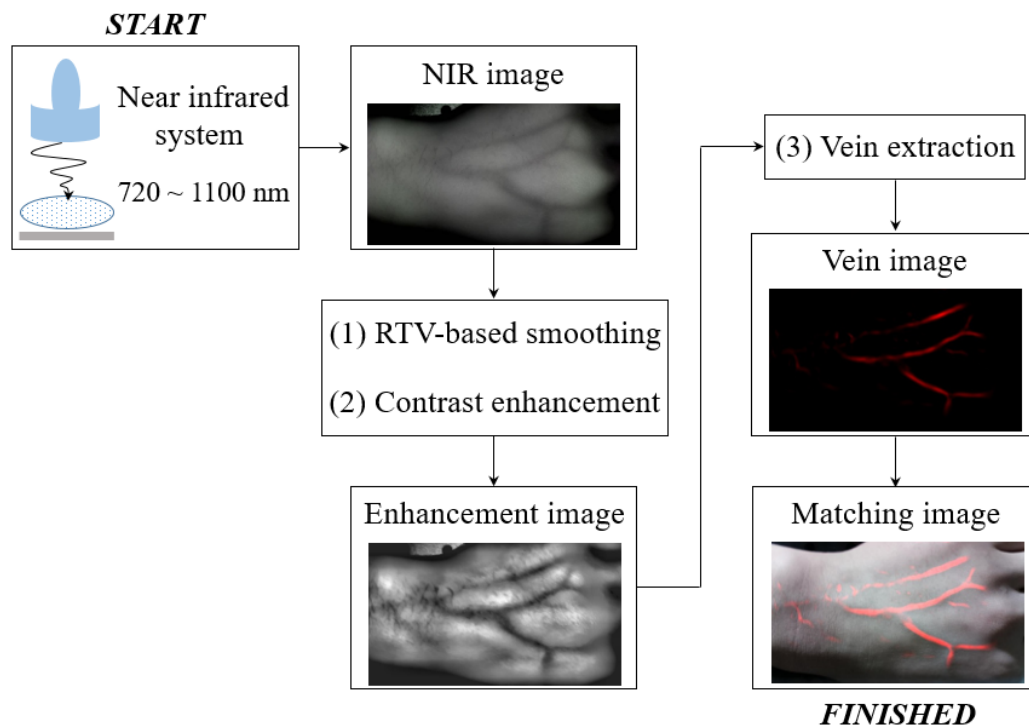 START
Near infrared
system
720 ~ 1100 nm
NIR image
(1) RTV-based smoothing
(2) Contrast enhancement
Enhancement image
(3) Vein extraction
Vein image
Matching image
FINISHED